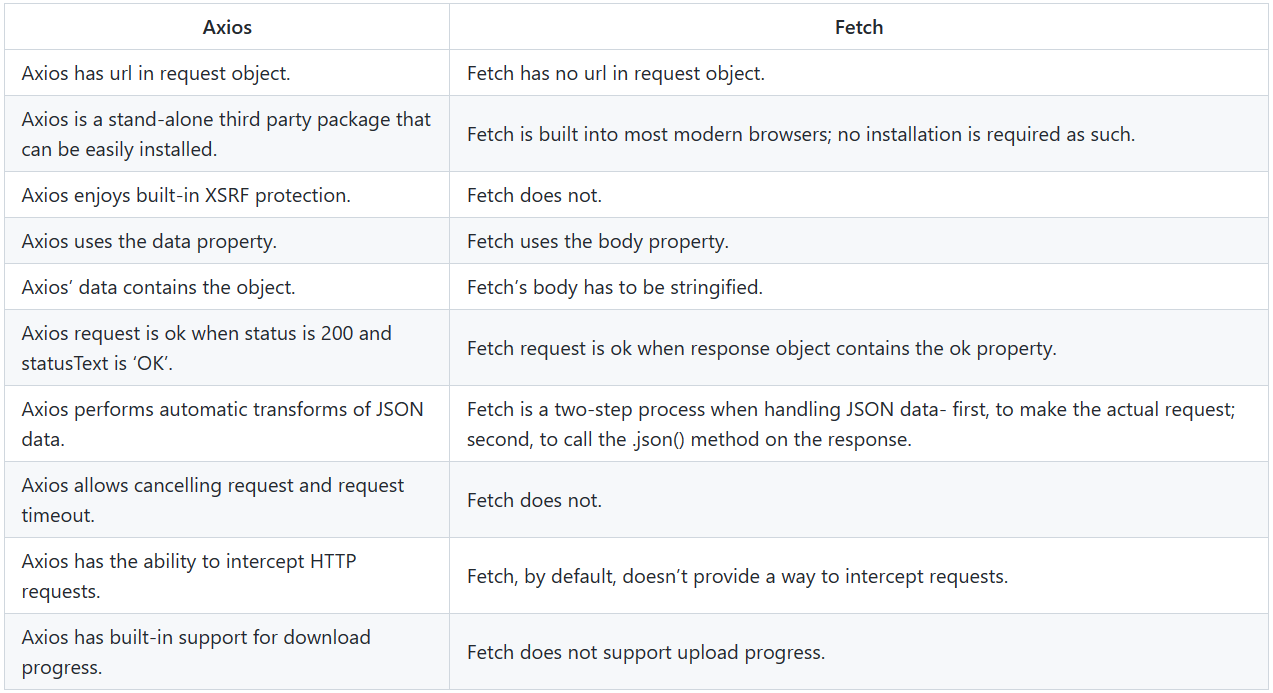 Axios
Fetch
Axios has url in request object.
Fetch has no url in request object.
Axios is a stand-alone third party package that
can be easily installed.
Fetch is built into most modern browsers; no installation is required as such.
Axios enjoys built-in XSRF protection.
Fetch does not.
Axios uses the data property.
Fetch uses the body property.
Axios’ data contains the object.
Fetch’s body has to be stringified.
Axios request is ok when status is 200 and
statusText is ‘OK’.
Fetch request is ok when response object contains the ok property.
Axios performs automatic transforms of JSON
data.
Fetch is a two-step process when handling JSON data- first, to make the actual request;
second, to call the .json() method on the response.
Axios allows cancelling request and request
timeout.
Fetch does not.
Axios has the ability to intercept HTTP
requests.
Fetch, by default, doesn’t provide a way to intercept requests.
Axios has built-in support for download
progress.
Fetch does not support upload progress.